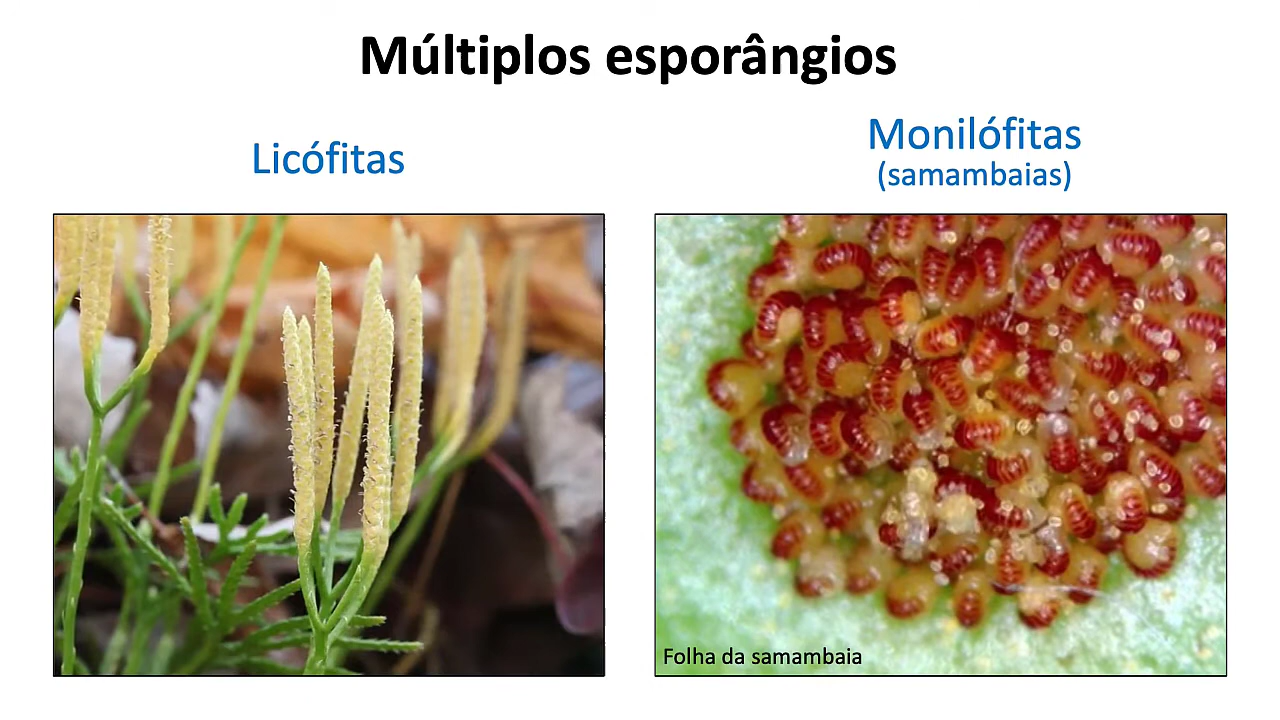 Múltiplos esporângios
Licófitas
Monilófitas
(samambaias)
Folha da samambaia